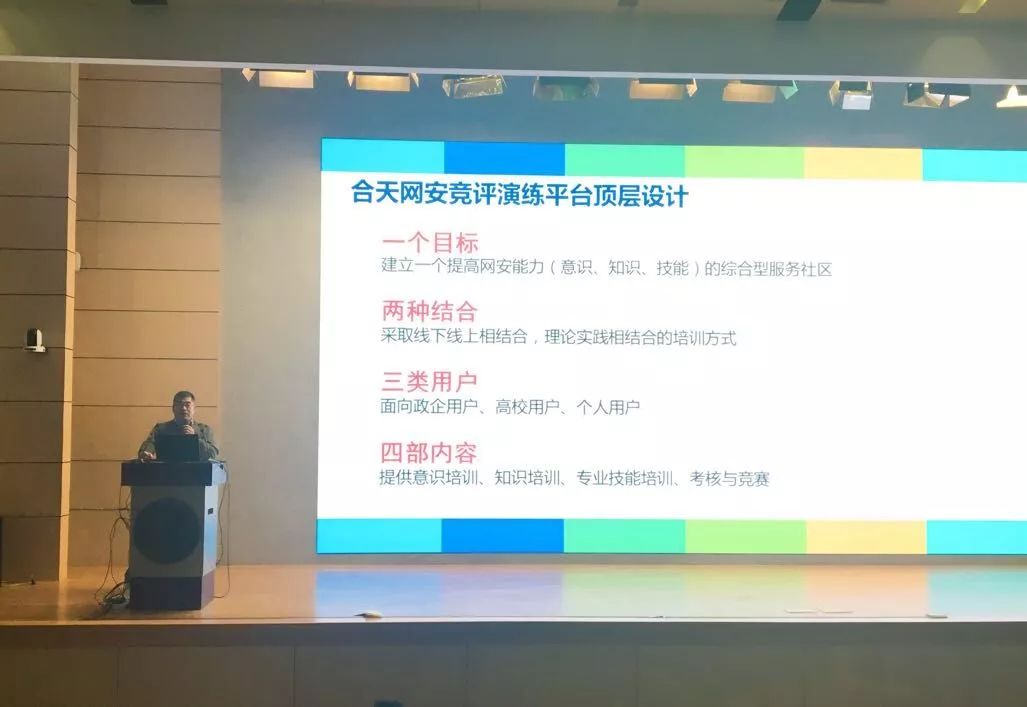 合天网安竞评演练平台顶层设计
一个目标
建立一个提高网安能力（意识、知识、技能）的综合型服务社区
两种结合
采取线下线上相结合，理论实践相结合的培训方式
三类用户
面向政企用户、高校用户、个人用户
四部内容
提供意识培训、知识培训、专业技能培训、考核与竞赛